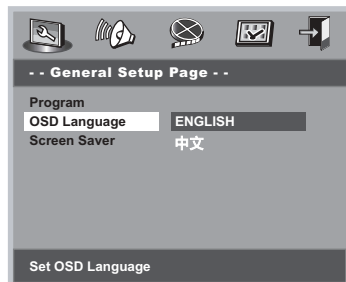 - - General Setup Page - -
Program
OSD Language ENGLISH
Screen Saver 中文
Set OSD Language